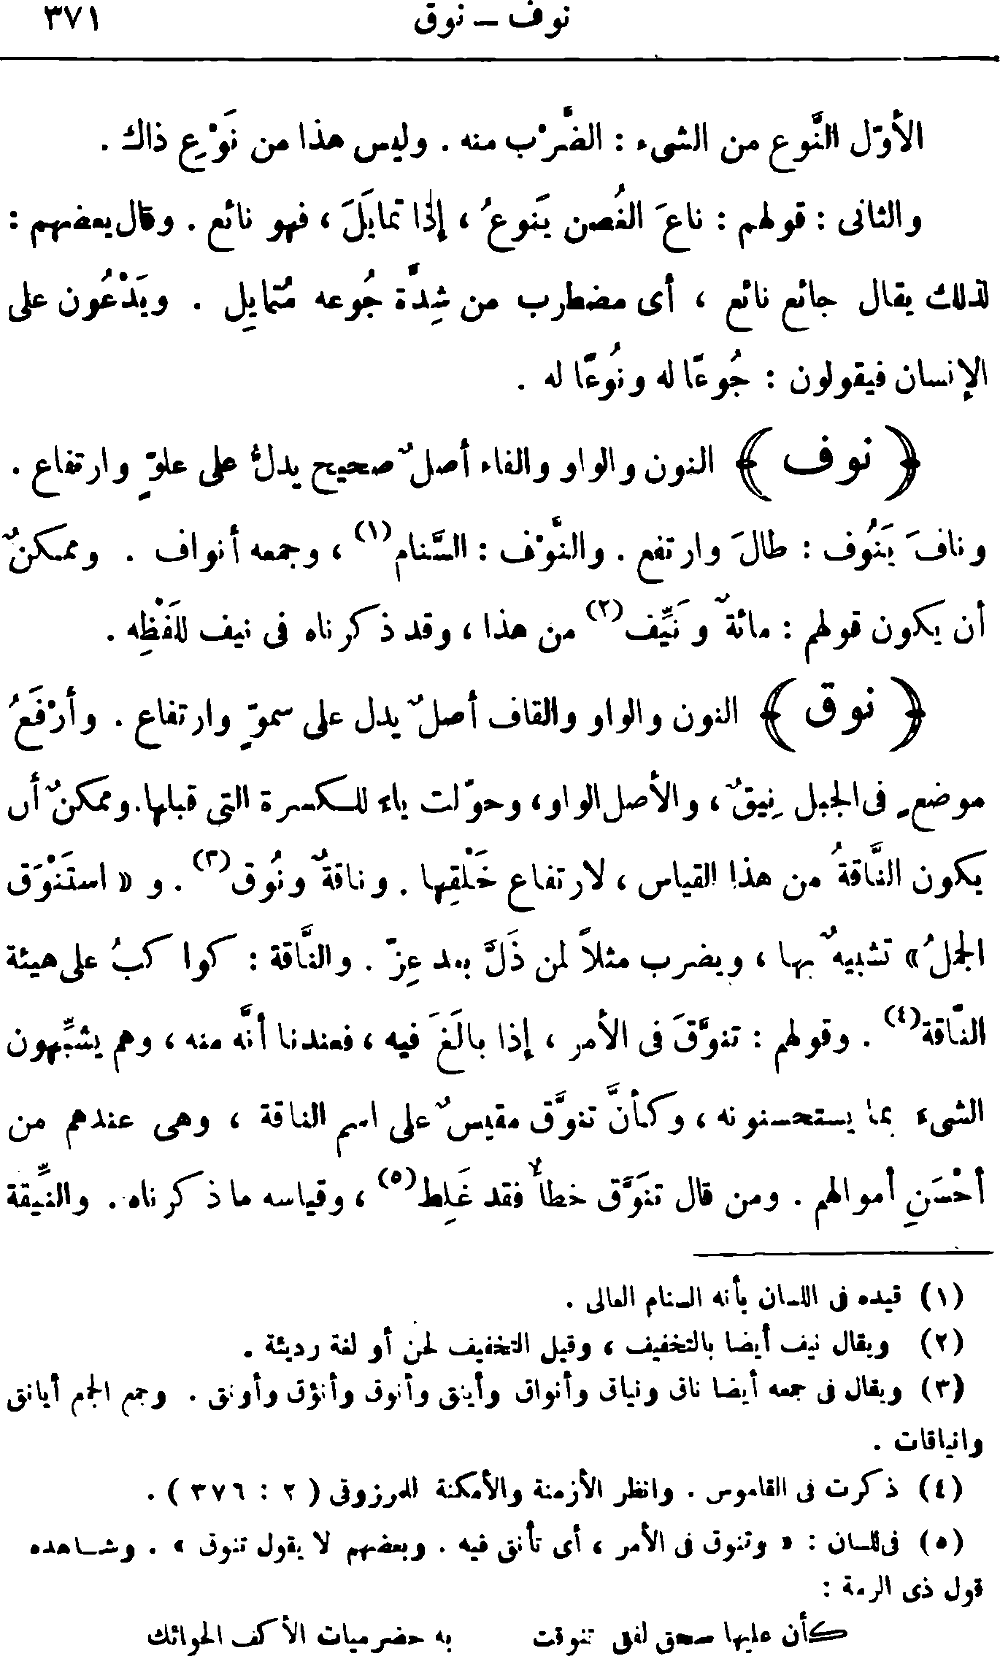 نوف – نوق ٣٧١
الأوّل النَّوع من الشىء : الضَّرْب منه . وليس هذا من نَوْعِ ذاك .
والثانى : قولهم : ناعَ الغُصن يَنوعُ ، إذا تمايَلَ ، فهو نائع . وقال بعضهم :
لذلك يقال جائع نائع ، أى مضطرب من شِدَّة جُوعه مُتمايِل . ويَدْعُون على
الإنسان فيقولون : جُوعًا له ونُوعًا له .
﴿ نوف ﴾ النون والواو والفاء أصلٌ صحيح يدلُّ على علوٍّ وارتفاع .
ونافَ يَنُوف : طالَ وارتفع . والنَّوْف : السَّنام(١) ، وجمعه أنواف . وممكنٌ
أن يكون قولهم : مائةٌ ونَيِّف(٢) من هذا ، وقد ذكرناه فى نيف للَفْظِه .
﴿ نوق ﴾ النون والواو والقاف أصلٌ يدل على سموٍّ وارتفاع . وأرْفَعُ
موضعٍ فى الجبل نِيقٌ ، والأصل الواو ، وحوّلت ياء للكسرة التى قبلها . وممكنٌ أن
يكون النَّاقةُ من هذا القياس ، لارتفاع خَلْقِها . وناقةٌ ونُوق(٣) . و « استَنْوَق
الجملُ » تشبيهٌ بها ، ويضرب مثلاً لمن ذَلَّ بعد عِزّ . والنَّاقة : كواكبُ على هيئة
النّاقة(٤) . وقولهم : تنوَّقَ فى الأمر ، إذا بالَغَ فيه ، فعندنا أنَّه منه ، وهم يشبِّهون
الشىء بما يستحسنونه ، وكأنَّ تنوَّق مقيسٌ على اسم الناقة ، وهى عندهم من
أحْسَنِ أموالهم . ومن قال تنَوَّق خطأٌ فقد غَلِط(٥) ، وقياسه ما ذكرناه . والنِّيقة
(١) قيده فى اللسان بأنه السنام العالى .
(٢) ويقال نيف أيضا بالتخفيف ، وقيل التخفيف لحن أو لغة رديئة .
(٣) ويقال فى جمعه أيضا ناق ونياق وأنواق وأينق وأنوق وأنؤق وأونق . وجمع الجمع أيانق
وانياقات .
(٤) ذكرت فى القاموس . وانظر الأزمنة والأمكنة للمرزوقى ( ٢ : ٣٧٦ ) .
(٥) فى اللسان : « وتنوق فى الأمر ، أى تأنق فيه . وبعضهم لا يقول تنوق » . وشاهده
قول ذى الرمة :
كأن عليها سحق لفق تنوقت به حضرميات الأكف الحوائك